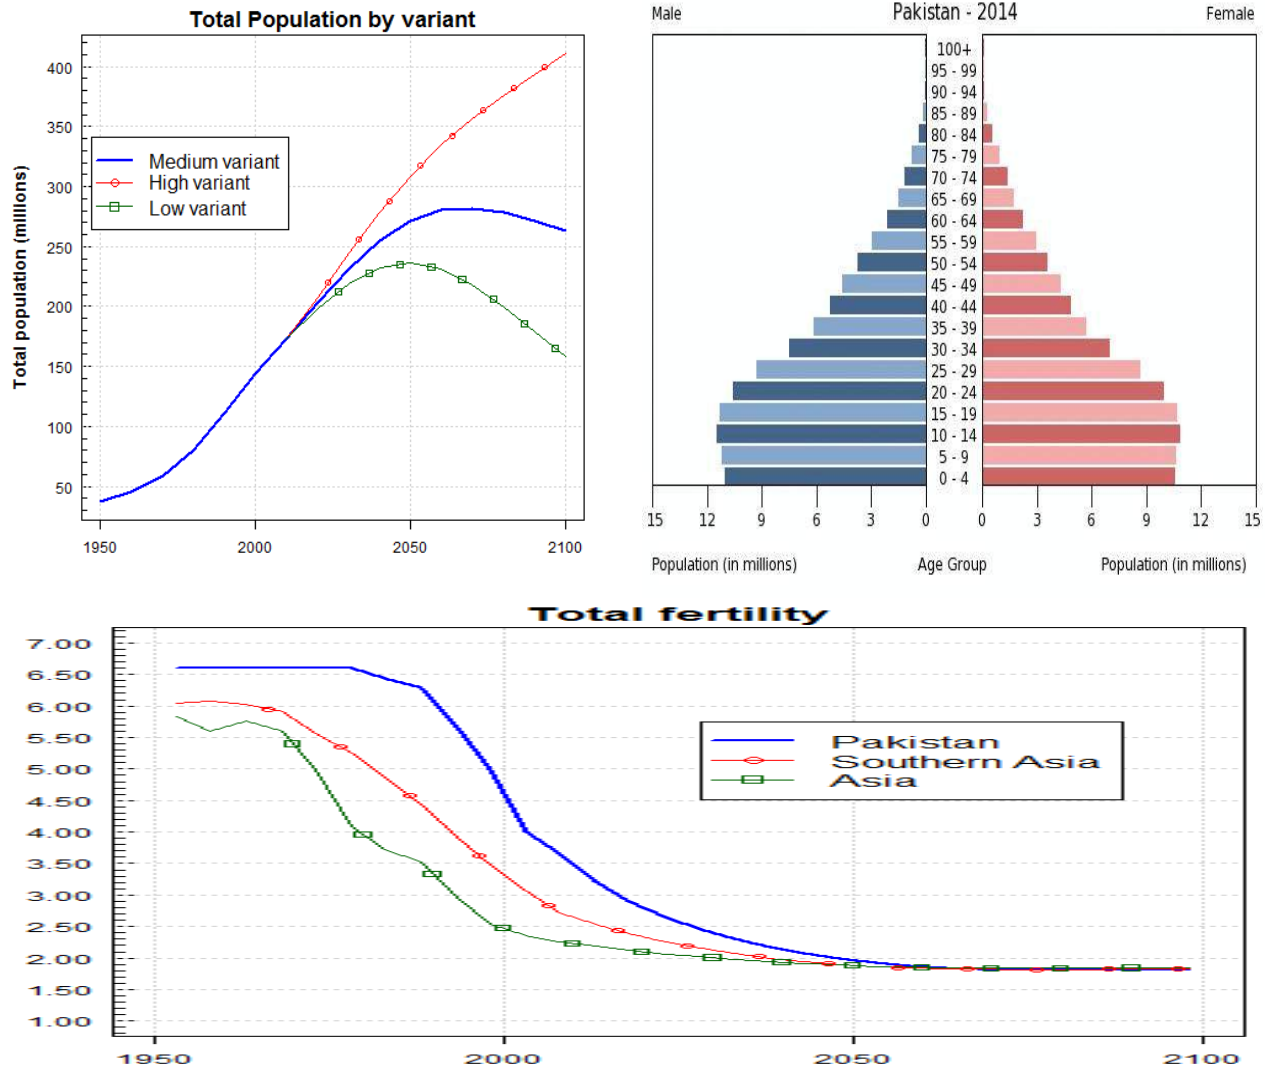 Total Population by variant
Total population (millions)
400
350
300
250
200
150
100
50
Medium variant
High variant
Low variant
1950 2000 2050 2100
Male Pakistan - 2014 Female
100+
95 - 99
90 - 94
85 - 89
80 - 84
75 - 79
70 - 74
65 - 69
60 - 64
55 - 59
50 - 54
45 - 49
40 - 44
35 - 39
30 - 34
25 - 29
20 - 24
15 - 19
10 - 14
5 - 9
0 - 4
15 12 9 6 3 0 0 3 6 9 12 15
Population (in millions) Age Group Population (in millions)
Total fertility
7.00
6.50
6.00
5.50
5.00
4.50
4.00
3.50
3.00
2.50
2.00
1.50
1.00
Pakistan
Southern Asia
Asia
1950 2000 2050 2100